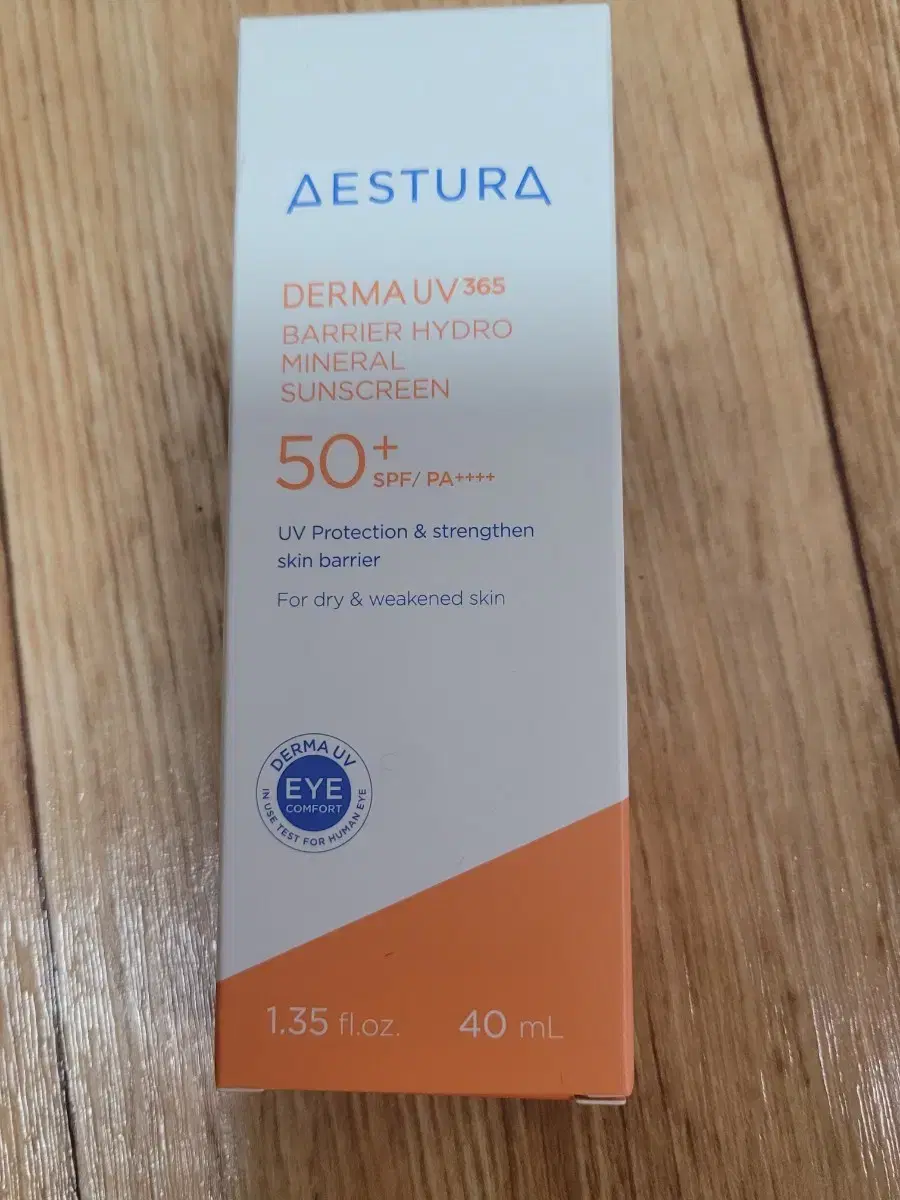 AESTURA
DERMA UV 365
BARRIER HYDRO
MINERAL
SUNSCREEN
50+
SPF/ PA++++
UV Protection & strengthen
skin barrier
For dry & weakened skin
DERMA UV
EYE
COMFORT
IN USE TEST FOR HUMAN EYE
1.35 fl.oz. 40 mL